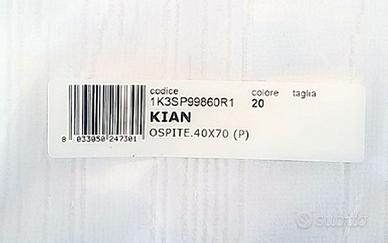 codice colore taglia
1K3SP99860R1 20
KIAN
OSPITE.40X70 (P)
8 033050 247301
subito